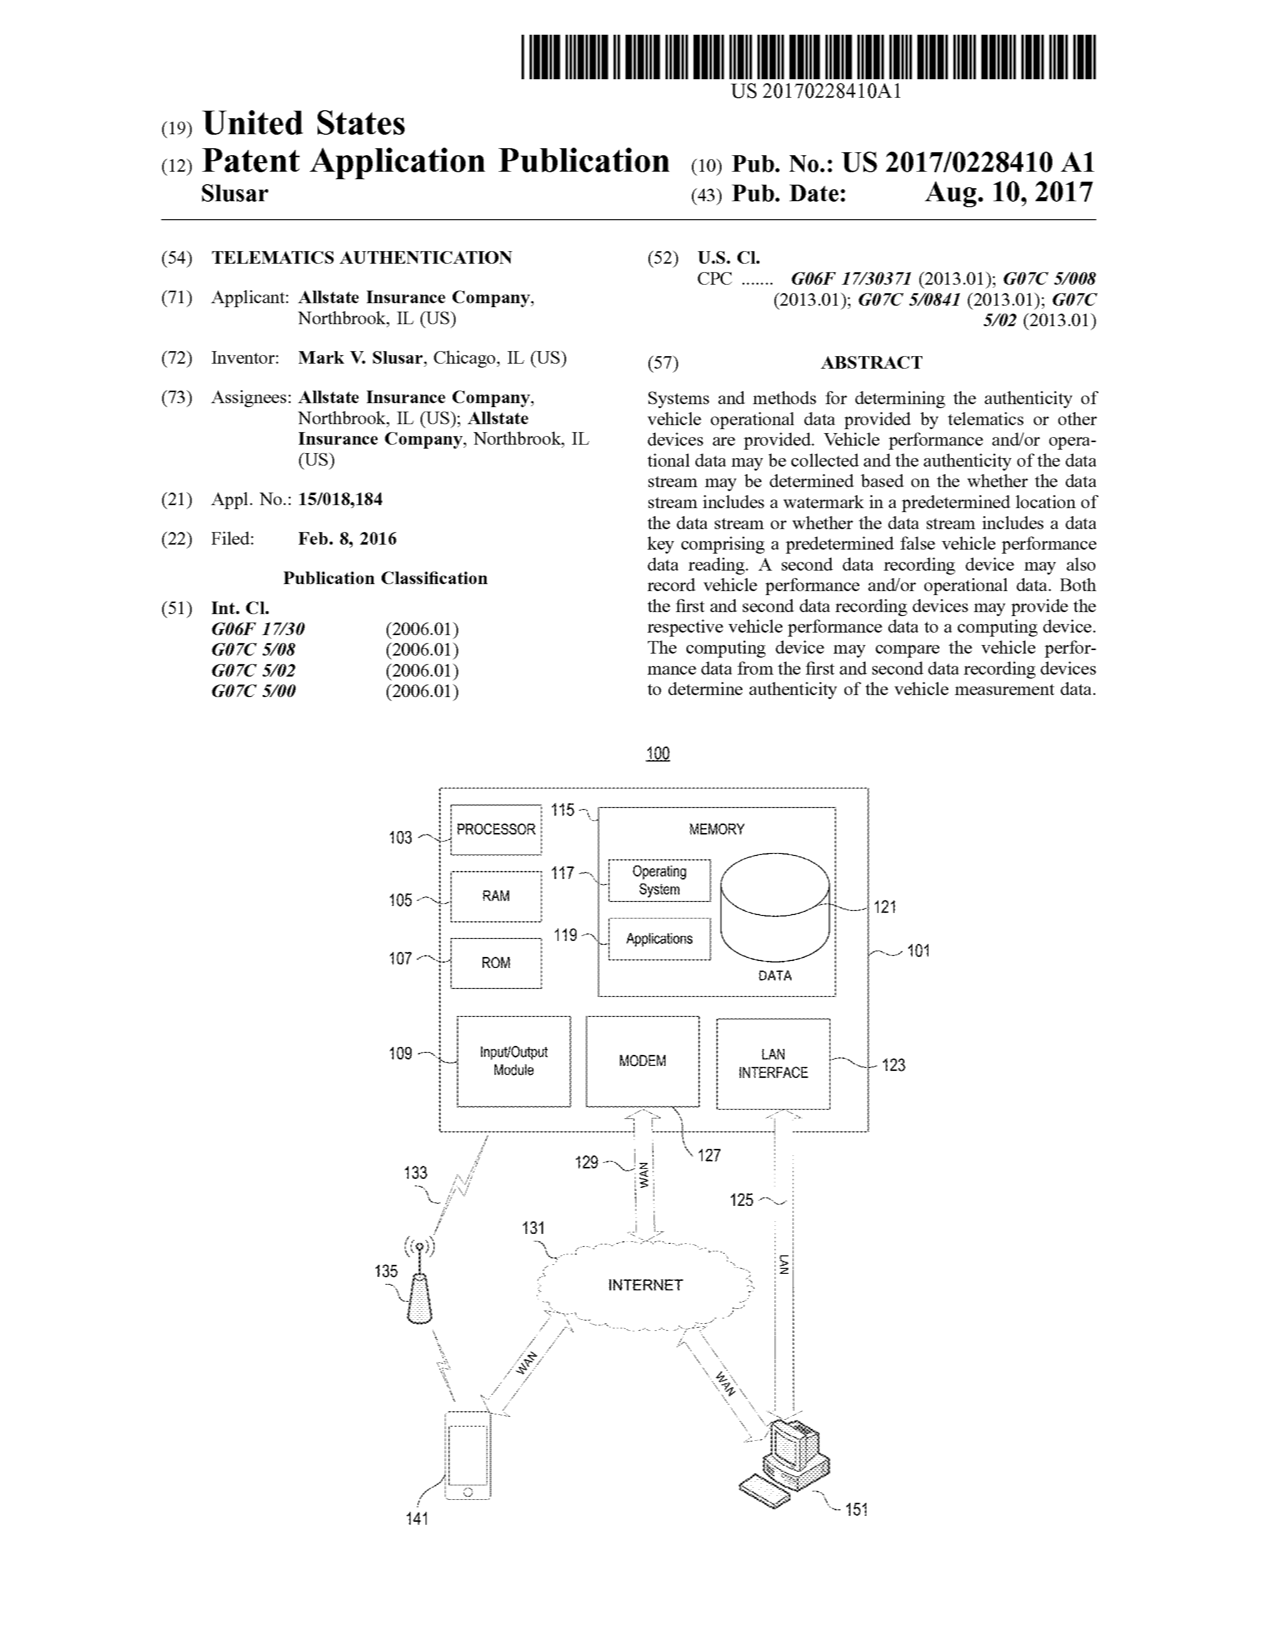 US 20170228410A1
(19) United States
(12) Patent Application Publication
Slusar
(10) Pub. No.: US 2017/0228410 A1
(43) Pub. Date: Aug. 10, 2017
(54) TELEMATICS AUTHENTICATION
(71) Applicant: Allstate Insurance Company,
Northbrook, IL (US)
(72) Inventor: Mark V. Slusar, Chicago, IL (US)
(73) Assignees: Allstate Insurance Company,
Northbrook, IL (US); Allstate
Insurance Company, Northbrook, IL
(US)
(21) Appl. No.: 15/018,184
(22) Filed: Feb. 8, 2016
Publication Classification
(51) Int. Cl.
G06F 17/30 (2006.01)
G07C 5/08 (2006.01)
G07C 5/02 (2006.01)
G07C 5/00 (2006.01)
(52) U.S. Cl.
CPC ....... G06F 17/30371 (2013.01); G07C 5/008
(2013.01); G07C 5/0841 (2013.01); G07C
5/02 (2013.01)
(57) ABSTRACT
Systems and methods for determining the authenticity of
vehicle operational data provided by telematics or other
devices are provided. Vehicle performance and/or opera-
tional data may be collected and the authenticity of the data
stream may be determined based on the whether the data
stream includes a watermark in a predetermined location of
the data stream or whether the data stream includes a data
key comprising a predetermined false vehicle performance
data reading. A second data recording device may also
record vehicle performance and/or operational data. Both
the first and second data recording devices may provide the
respective vehicle performance data to a computing device.
The computing device may compare the vehicle perfor-
mance data from the first and second data recording devices
to determine authenticity of the vehicle measurement data.
100
115
PROCESSOR
MEMORY
103
117
Operating
System
105
RAM
121
119
Applications
101
107
ROM
DATA
109
Input/Output
Module
MODEM
LAN
INTERFACE
123
129
WAN
127
133
125
131
LAN
135
INTERNET
WAN
WAN
141
151